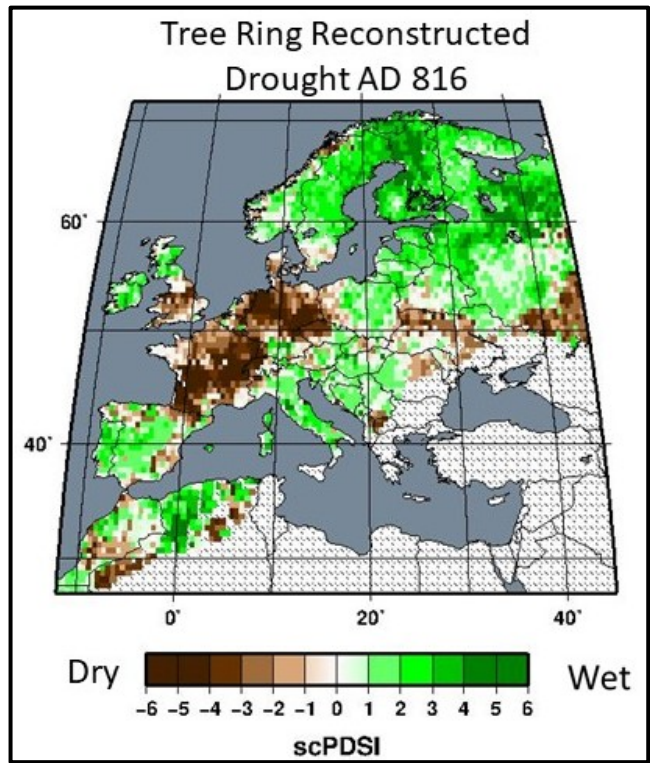 Tree Ring Reconstructed
Drought AD 816
60˚
40˚
0˚ 20˚ 40˚
Dry Wet
−6 −5 −4 −3 −2 −1 0 1 2 3 4 5 6
scPDSI